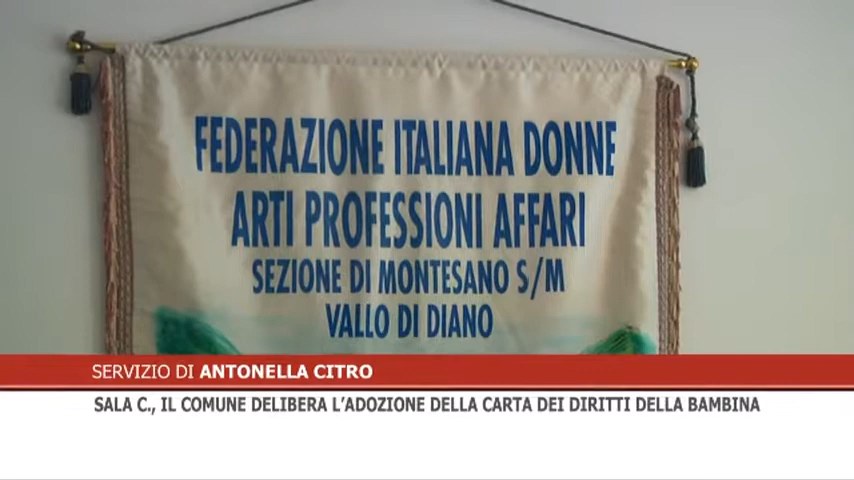 FEDERAZIONE ITALIANA DONNE
ARTI PROFESSIONI AFFARI
SEZIONE DI MONTESANO S/M
VALLO DI DIANO
SERVIZIO DI ANTONELLA CITRO
SALA C., IL COMUNE DELIBERA L'ADOZIONE DELLA CARTA DEI DIRITTI DELLA BAMBINA